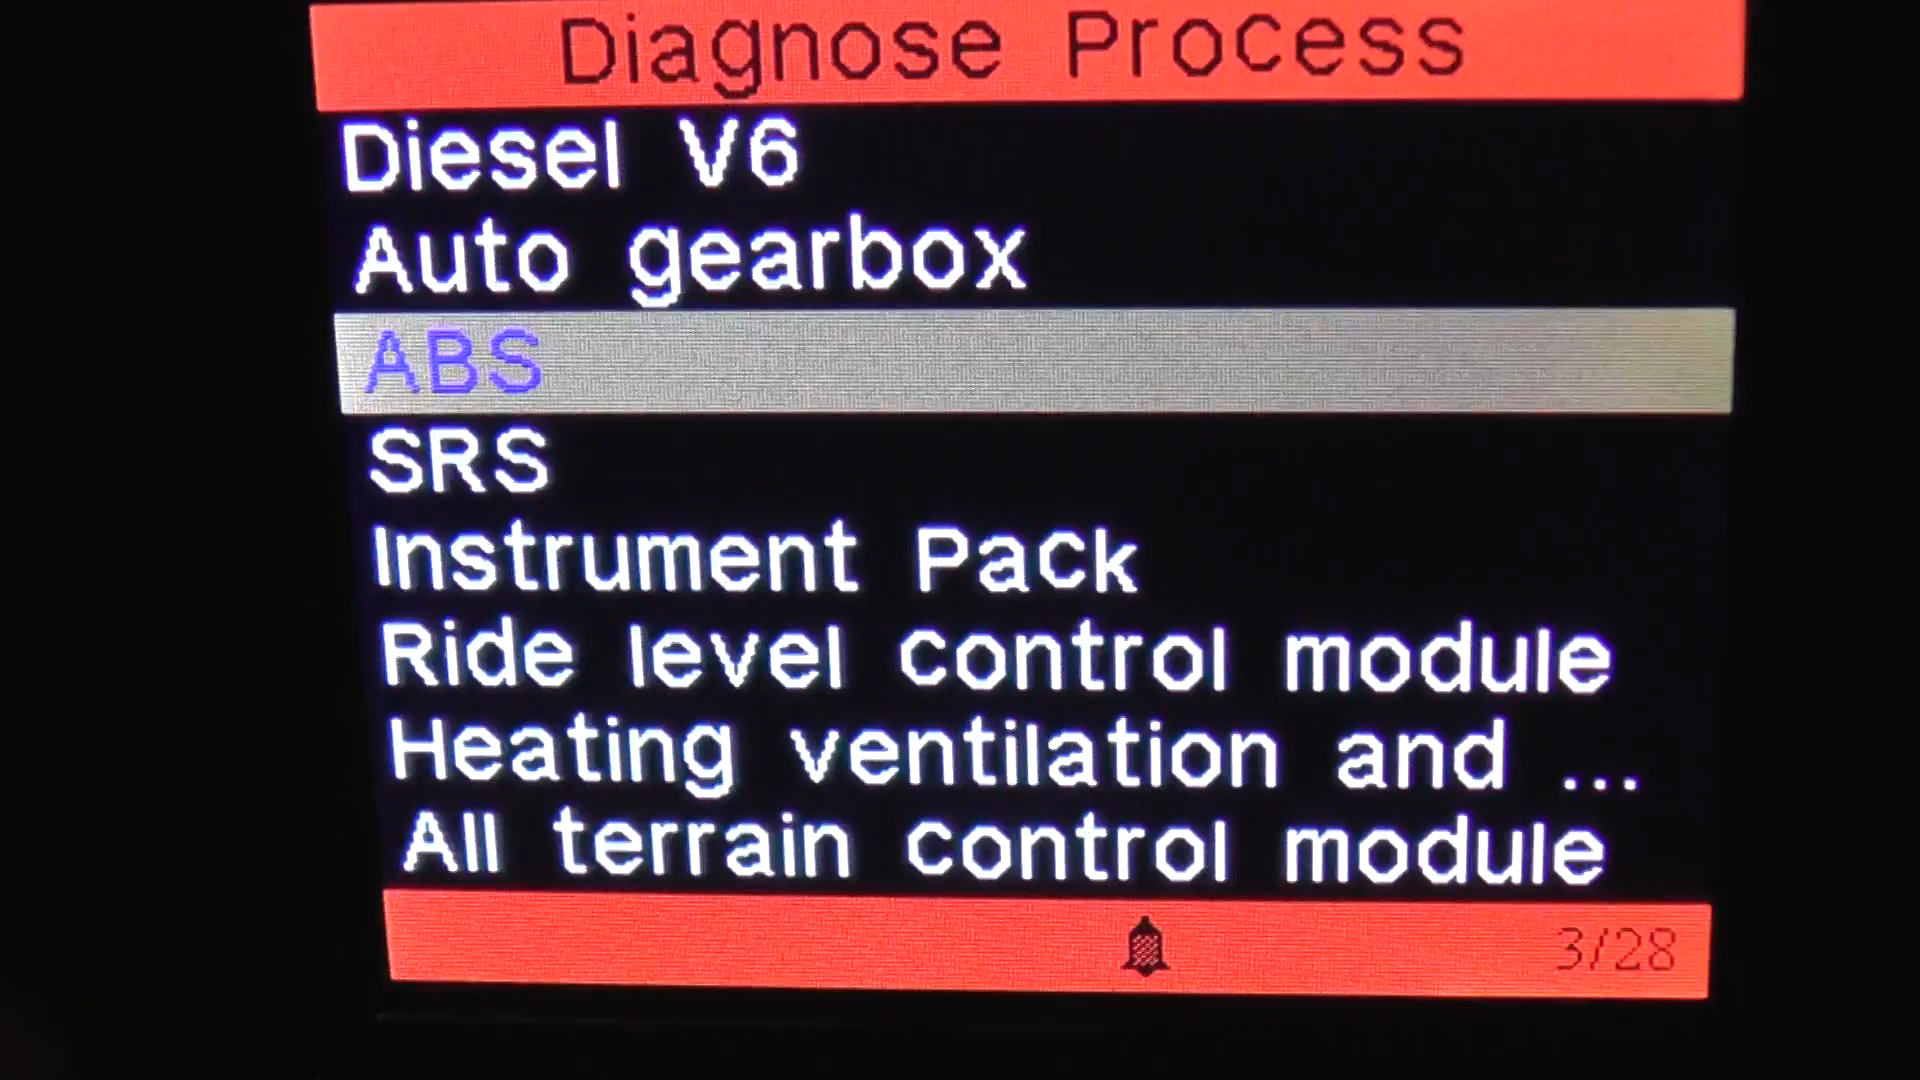 Diagnose Process
Diesel V6
Auto gearbox
ABS
SRS
Instrument Pack
Ride level control module
Heating ventilation and ...
All terrain control module
3/28